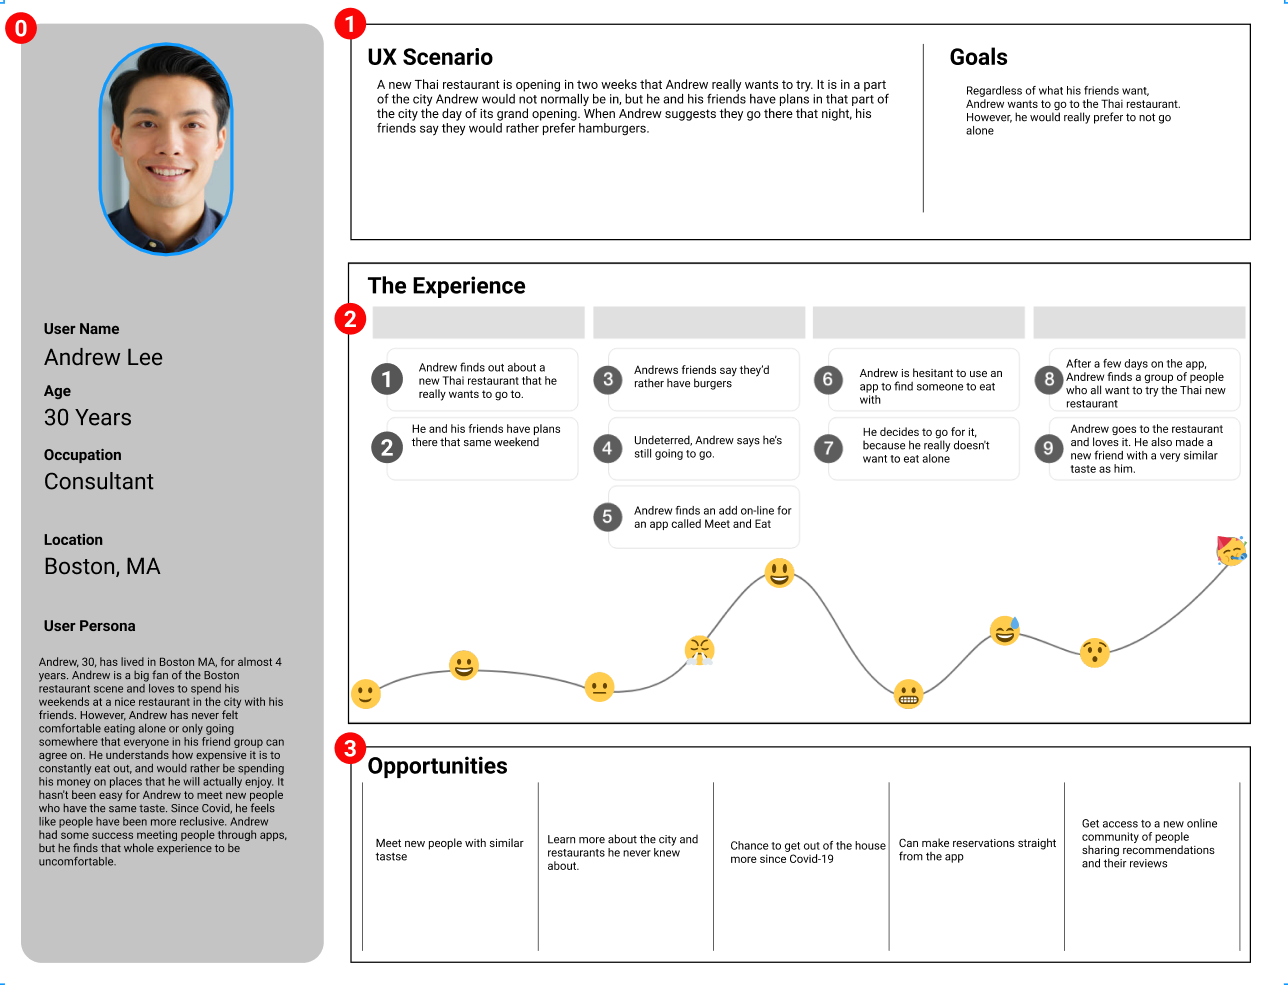 0
User Name
Andrew Lee
Age
30 Years
Occupation
Consultant
Location
Boston, MA
User Persona
Andrew, 30, has lived in Boston MA, for almost 4
years. Andrew is a big fan of the Boston
restaurant scene and loves to spend his
weekends at a nice restaurant in the city with his
friends. However, Andrew has never felt
comfortable eating alone or only going
somewhere that everyone in his friend group can
agree on. He understands how expensive it is to
constantly eat out, and would rather be spending
his money on places that he will actually enjoy. It
hasn't been easy for Andrew to meet new people
who have the same taste. Since Covid, he feels
like people have been more reclusive. Andrew
had some success meeting people through apps,
but he finds that whole experience to be
uncomfortable.
1
UX Scenario
A new Thai restaurant is opening in two weeks that Andrew really wants to try. It is in a part
of the city Andrew would not normally be in, but he and his friends have plans in that part of
the city the day of its grand opening. When Andrew suggests they go there that night, his
friends say they would rather prefer hamburgers.
Goals
Regardless of what his friends want,
Andrew wants to go to the Thai restaurant.
However, he would really prefer to not go
alone
2
The Experience
1
Andrew finds out about a
new Thai restaurant that he
really wants to go to.
2
He and his friends have plans
there that same weekend
3
Andrews friends say they'd
rather have burgers
4
Undeterred, Andrew says he's
still going to go.
5
Andrew finds an add on-line for
an app called Meet and Eat
6
Andrew is hesitant to use an
app to find someone to eat
with
7
He decides to go for it,
because he really doesn't
want to eat alone
8
After a few days on the app,
Andrew finds a group of people
who all want to try the Thai new
restaurant
9
Andrew goes to the restaurant
and loves it. He also made a
new friend with a very similar
taste as him.
3
Opportunities
Meet new people with similar
tastse
Learn more about the city and
restaurants he never knew
about.
Chance to get out of the house
more since Covid-19
Can make reservations straight
from the app
Get access to a new online
community of people
sharing recommendations
and their reviews